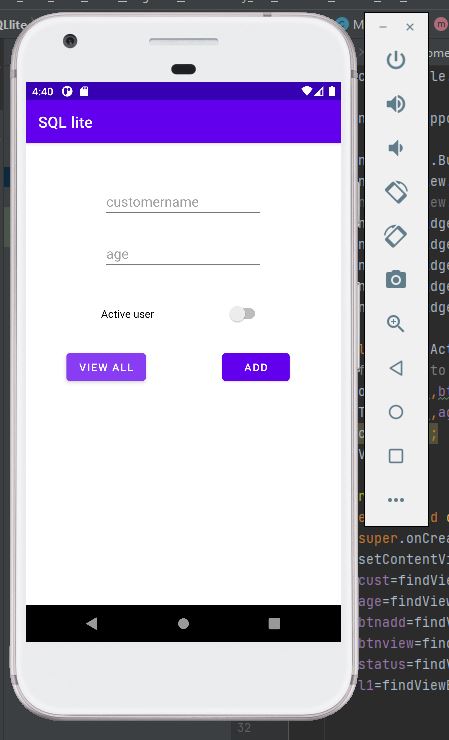 QLlite
M
m
4:40
SQL lite
customername
age
Active user
VIEW ALL
ADD
super.onCrea
setContentVi
cust=findVie
age=findView
btnadd=findV
btnview=find
status=findV
l1=findViewB
32